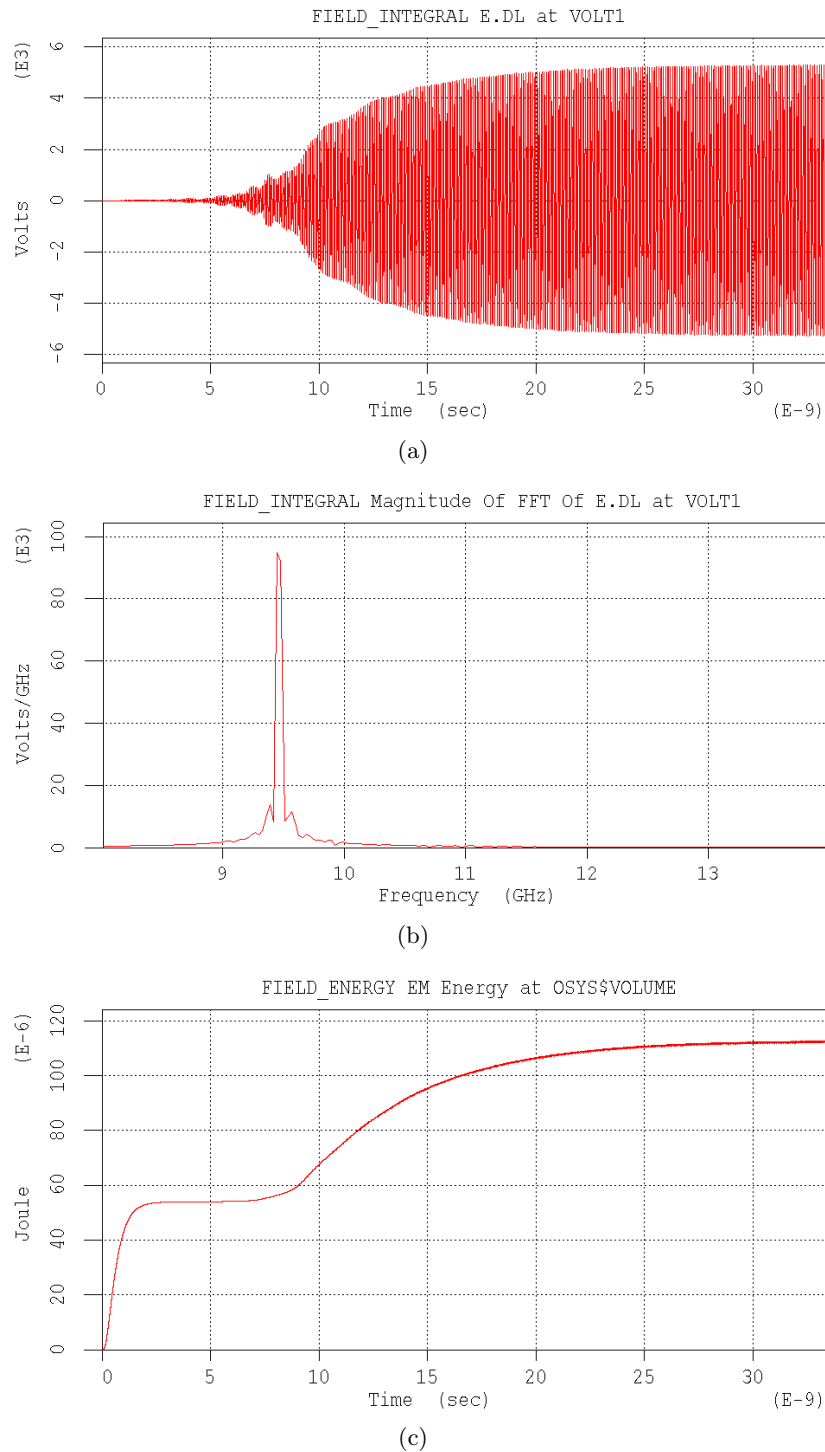 FIELD_INTEGRAL E.DL at VOLT1
(E3)
Volts
6
4
2
0
-2
-4
-6
0 5 10 15 20 25 30
Time (sec) (E-9)
(a)
FIELD_INTEGRAL Magnitude Of FFT Of E.DL at VOLT1
(E3)
Volts/GHz
100
80
60
40
20
0
9 10 11 12 13
Frequency (GHz)
(b)
FIELD_ENERGY EM Energy at OSYS$VOLUME
(E-6)
Joule
120
100
80
60
40
20
0
0 5 10 15 20 25 30
Time (sec) (E-9)
(c)